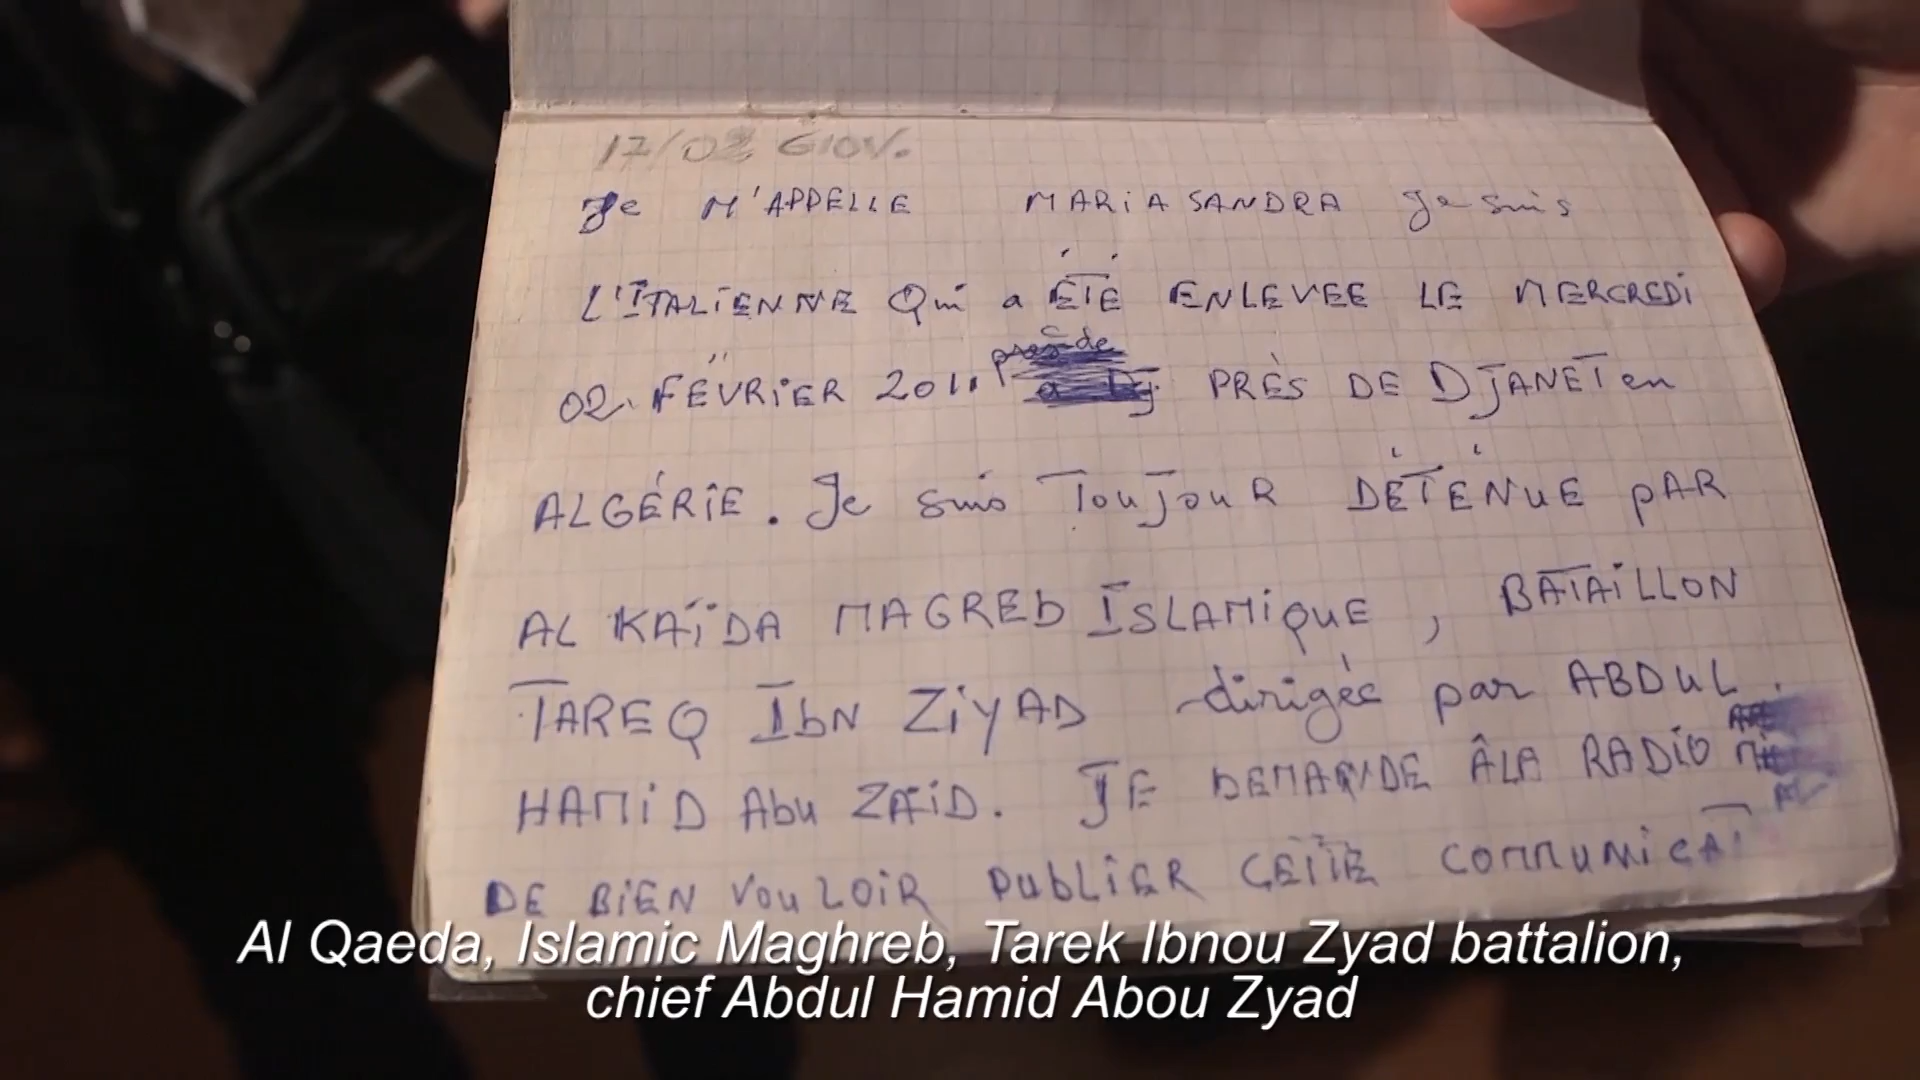 17/02 GIOV.
Je M'APPELLE MARIA SANDRA Je suis
L'ITALIENNE Qui a ÉTÉ ENLEVEE LE MERCREDI
près de
02. FÉVRIER 2011 a Dj PRÈS DE DJANET en
ALGÉRIE. Je suis TOUJOUR DÉTÉNUE PAR
AL KAÏDA MAGREB ISLAMIQUE, BATAILLON
TAREQ IBN ZIYAD dirigée par ABDUL
HAMID Abu ZAID. JE DEMANDE ÂLA RADIO
DE BIEN VOULOIR PUBLIER CETTE COMMUNICAT
Al Qaeda, Islamic Maghreb, Tarek Ibnou Zyad battalion,
chief Abdul Hamid Abou Zyad